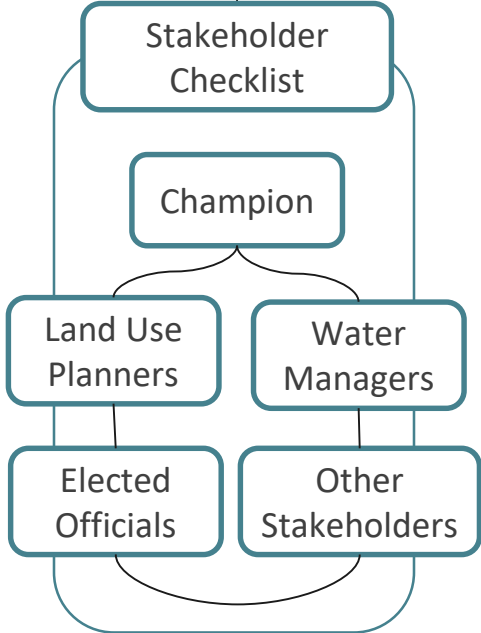 Stakeholder
Checklist
Champion
Land Use
Planners
Water
Managers
Elected
Officials
Other
Stakeholders